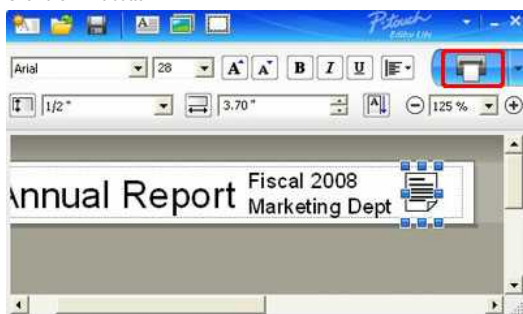 P-touch
Editor Lite
Arial 28 A A B I U
1/2" 3.70" A 125 %
Annual Report
Fiscal 2008
Marketing Dept